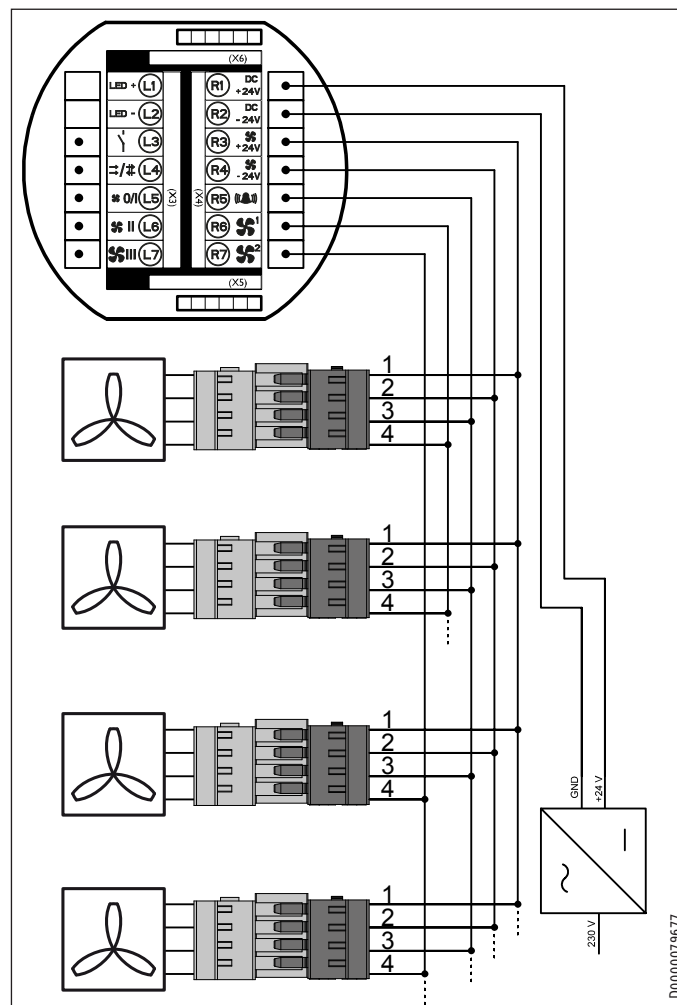 (X6)
LED + L1 R1 DC +24V
LED - L2 R2 DC -24V
L3 R3 +24V
⇉/# L4 R4 -24V
0/I L5 R5
II L6 R6 1
III L7 R7 2
(X3) (X4)
(X5)
1
2
3
4
1
2
3
4
1
2
3
4
1
2
3
4
GND
+24 V
230 V
D0000079677